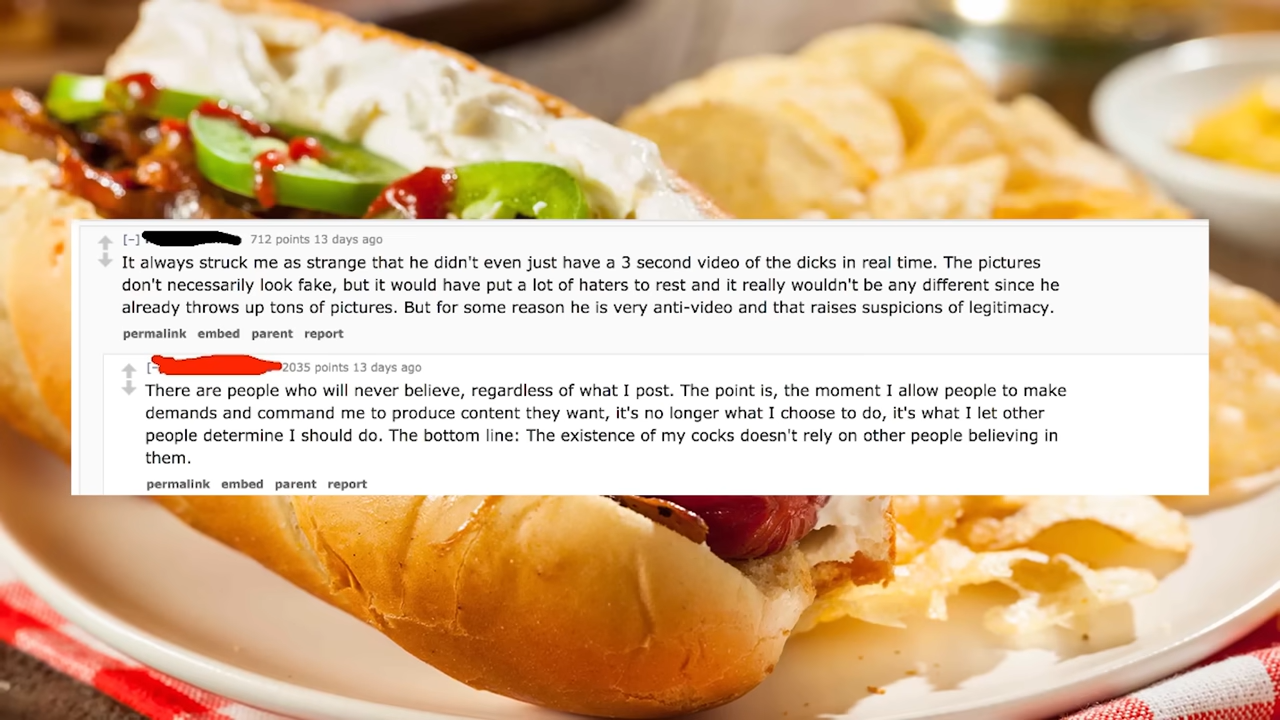 [-] 712 points 13 days ago
It always struck me as strange that he didn't even just have a 3 second video of the dicks in real time. The pictures
don't necessarily look fake, but it would have put a lot of haters to rest and it really wouldn't be any different since he
already throws up tons of pictures. But for some reason he is very anti-video and that raises suspicions of legitimacy.
permalink embed parent report
[- 2035 points 13 days ago
There are people who will never believe, regardless of what I post. The point is, the moment I allow people to make
demands and command me to produce content they want, it's no longer what I choose to do, it's what I let other
people determine I should do. The bottom line: The existence of my cocks doesn't rely on other people believing in
them.
permalink embed parent report